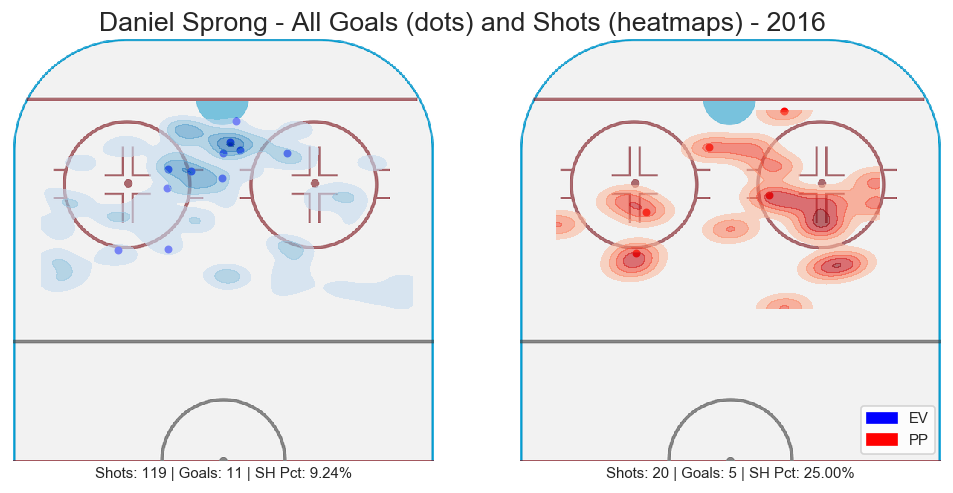 Daniel Sprong - All Goals (dots) and Shots (heatmaps) - 2016
EV
PP
Shots: 119 | Goals: 11 | SH Pct: 9.24%
Shots: 20 | Goals: 5 | SH Pct: 25.00%